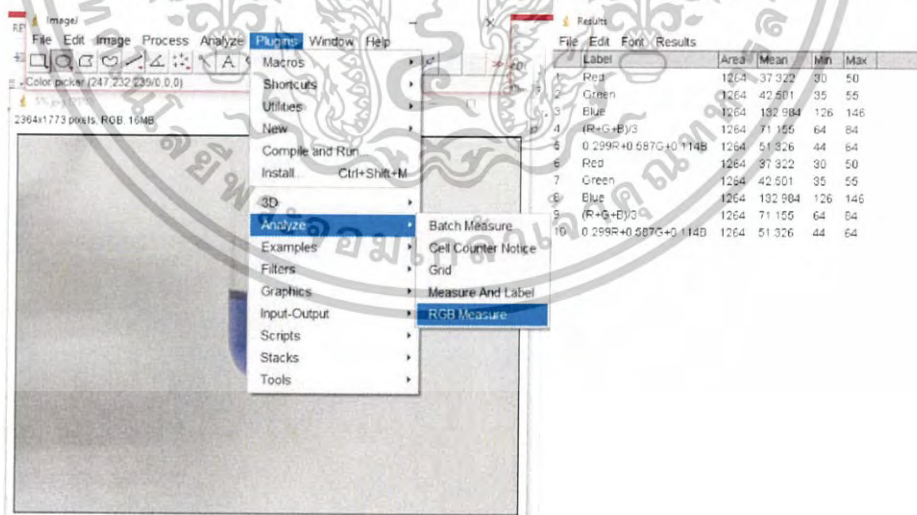 ImageJ
File Edit Image Process Analyze Plugins Window Help
Color picker (247,232,239/0,0,0)
2364x1773 pixels; RGB; 16MB
Macros
Shortcuts
Utilities
New
Compile and Run...
Install... Ctrl+Shift+M
3D
Analyze
Examples
Filters
Graphics
Input-Output
Scripts
Stacks
Tools
Batch Measure
Cell Counter Notice
Grid
Measure And Label
RGB Measure
Results
File Edit Font Results
Label Area Mean Min Max
1 Red 1264 37.322 30 50
2 Green 1264 42.501 35 55
3 Blue 1264 132.984 126 146
4 (R+G+B)/3 1264 71.155 64 84
5 0.299R+0.587G+0.114B 1264 51.326 44 64
6 Red 1264 37.322 30 50
7 Green 1264 42.501 35 55
8 Blue 1264 132.984 126 146
9 (R+G+B)/3 1264 71.155 64 84
10 0.299R+0.587G+0.114B 1264 51.326 44 64